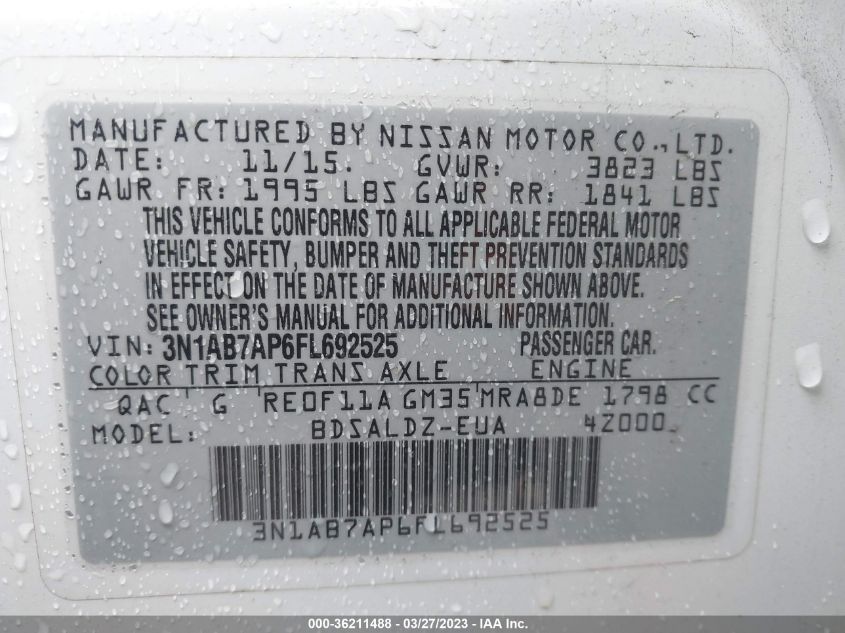 MANUFACTURED BY NISSAN MOTOR CO.,LTD.
DATE: 11/15. GVWR: 3823 LBS
GAWR FR: 1995 LBS GAWR RR: 1841 LBS
THIS VEHICLE CONFORMS TO ALL APPLICABLE FEDERAL MOTOR
VEHICLE SAFETY, BUMPER AND THEFT PREVENTION STANDARDS
IN EFFECT ON THE DATE OF MANUFACTURE SHOWN ABOVE.
SEE OWNER'S MANUAL FOR ADDITIONAL INFORMATION.
VIN: 3N1AB7AP6FL692525 PASSENGER CAR.
COLOR TRIM TRANS AXLE ENGINE
QAC G RE0F11A GM35 MRA8DE 1798 CC
MODEL: BDSALDZ-EUA 4Z000
3N1AB7AP6FL692525
000-36211488 - 03/27/2023 - IAA Inc.